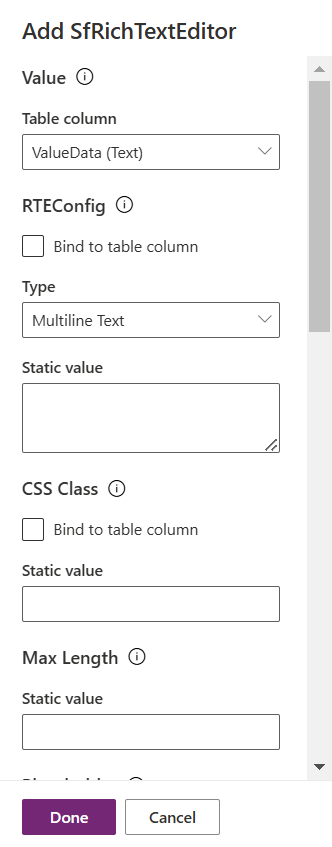 Add SfRichTextEditor
Value
Table column
ValueData (Text)
RTEConfig
Bind to table column
Type
Multiline Text
Static value
CSS Class
Bind to table column
Static value
Max Length
Static value
Done
Cancel